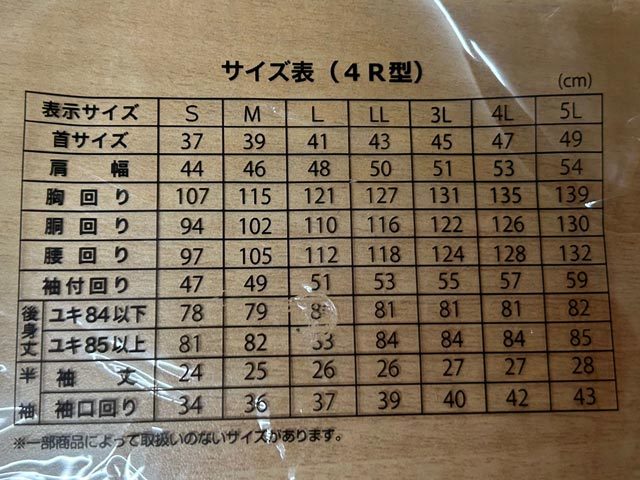 サイズ表（４Ｒ型）
(cm)
表示サイズ S M L LL 3L 4L 5L
首サイズ 37 39 41 43 45 47 49
肩幅 44 46 48 50 51 53 54
胸回り 107 115 121 127 131 135 139
胴回り 94 102 110 116 122 126 130
腰回り 97 105 112 118 124 128 132
袖付回り 47 49 51 53 55 57 59
後身丈 ユキ84以下 78 79 81 81 81 82
ユキ85以上 81 82 83 84 84 84 85
半袖 袖丈 24 25 26 26 27 27 28
袖口回り 34 36 37 39 40 42 43
※一部商品によって取扱いのないサイズがあります。